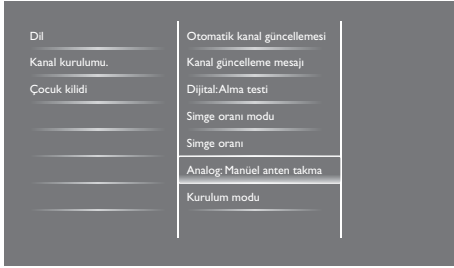 Dil
Kanal kurulumu.
Çocuk kilidi
Otomatik kanal güncellemesi
Kanal güncelleme mesajı
Dijital:Alma testi
Simge oranı modu
Simge oranı
Analog: Manüel anten takma
Kurulum modu